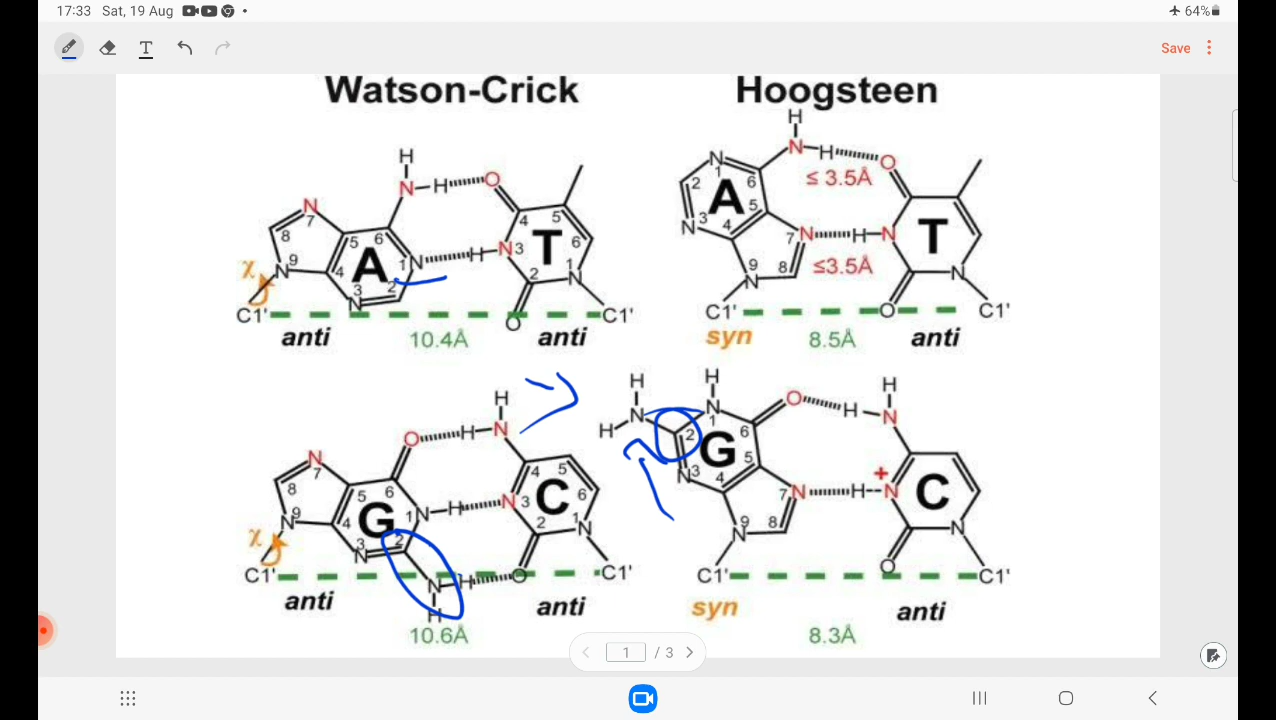 17:33 Sat, 19 Aug
64%
T
Save
Watson-Crick
Hoogsteen
H
N H O
N 7 5 6 4 5
8 A 1 N H N 3 T 6
χ N 9 4 3 N 2 2 1 N
C1' O C1'
anti anti
10.4Å
H
N H O
N 1 6 ≤ 3.5Å
2 A 5
N 3 4 7 N H N T
9 8 ≤3.5Å
N N
C1' O C1'
syn anti
8.5Å
H
O H N
N 7 5 6 4 5
8 G 1 N H N 3 C 6
χ N 9 4 3 N 2 2 1 N
C1' N H O C1'
H
anti anti
10.6Å
H H O H
N N 1 H N
H 2 G 6 +
N 3 4 5 7 N H N C
N 9 8 N
C1' O C1'
syn anti
8.3Å
1 / 3